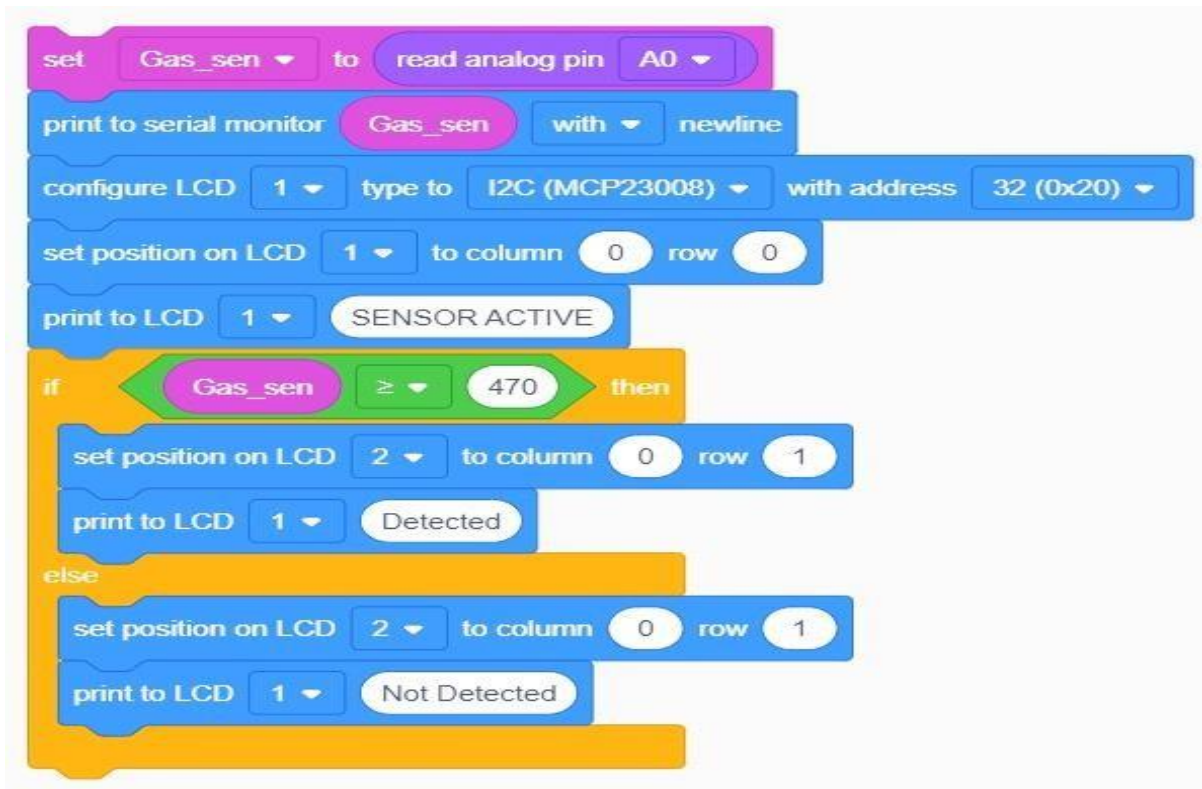 set Gas_sen to read analog pin A0
print to serial monitor Gas_sen with newline
configure LCD 1 type to I2C (MCP23008) with address 32 (0x20)
set position on LCD 1 to column 0 row 0
print to LCD 1 SENSOR ACTIVE
if Gas_sen ≥ 470 then
set position on LCD 2 to column 0 row 1
print to LCD 1 Detected
else
set position on LCD 2 to column 0 row 1
print to LCD 1 Not Detected